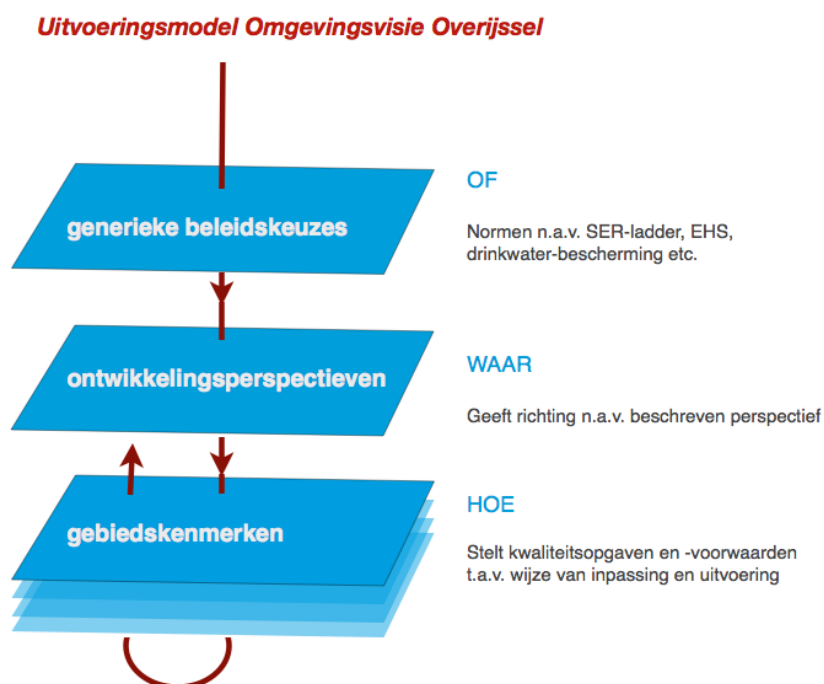 Uitvoeringsmodel Omgevingsvisie Overijssel
generieke beleidskeuzes
OF
Normen n.a.v. SER-ladder, EHS,
drinkwater-bescherming etc.
ontwikkelingsperspectieven
WAAR
Geeft richting n.a.v. beschreven perspectief
gebiedskenmerken
HOE
Stelt kwaliteitsopgaven en -voorwaarden
t.a.v. wijze van inpassing en uitvoering